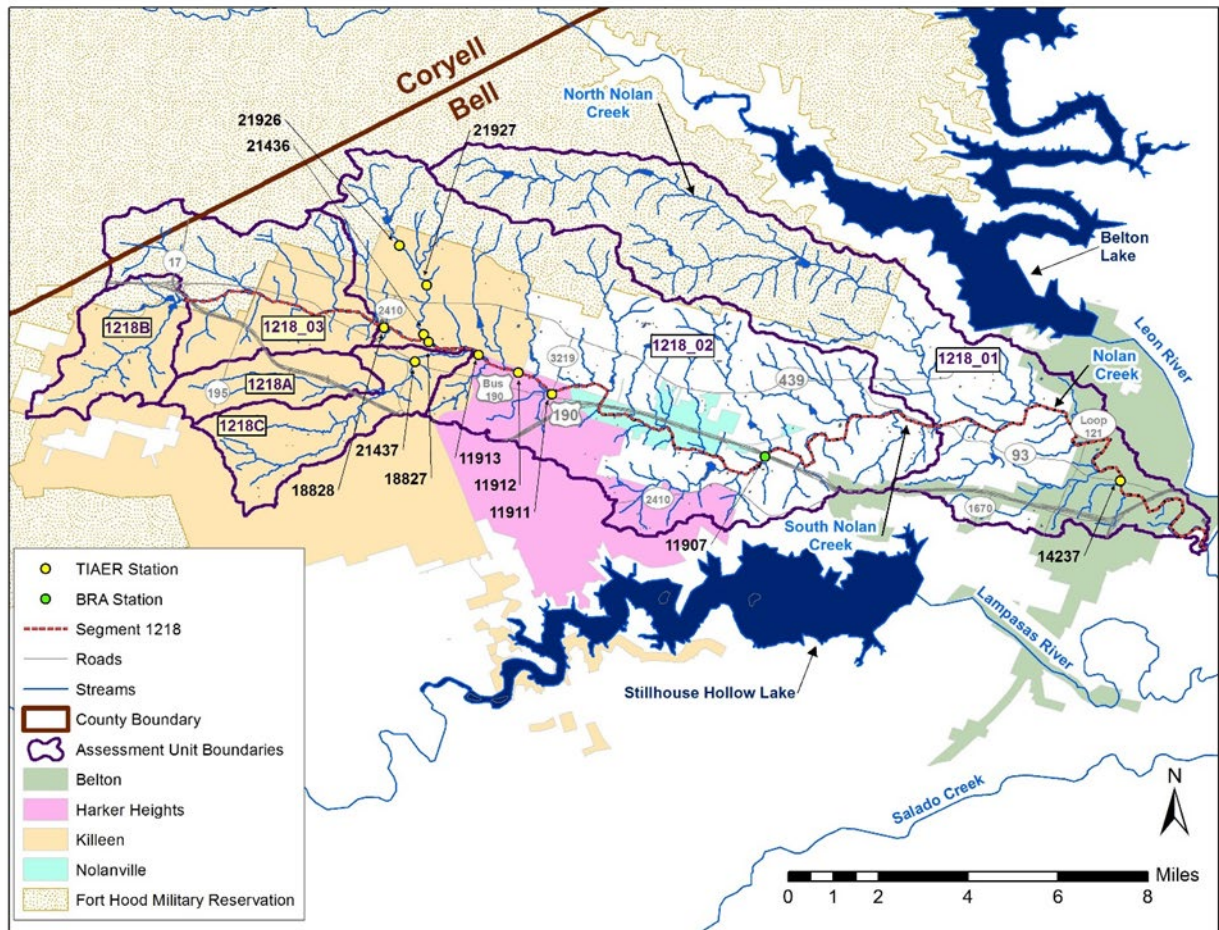 Coryell
Bell
21926
21436
21927
North Nolan
Creek
Belton
Lake
Leon River
17
1218B
1218_03
2410
1218A
195
1218C
3219
1218_02
439
1218_01
Nolan
Creek
Bus
190
190
Loop
121
93
21437
18828
18827
11913
11912
11911
2410
11907
South Nolan
Creek
1670
14237
Lampasas River
Stillhouse Hollow Lake
Salado Creek
TIAER Station
BRA Station
Segment 1218
Roads
Streams
County Boundary
Assessment Unit Boundaries
Belton
Harker Heights
Killeen
Nolanville
Fort Hood Military Reservation
N
Miles
0 1 2 4 6 8